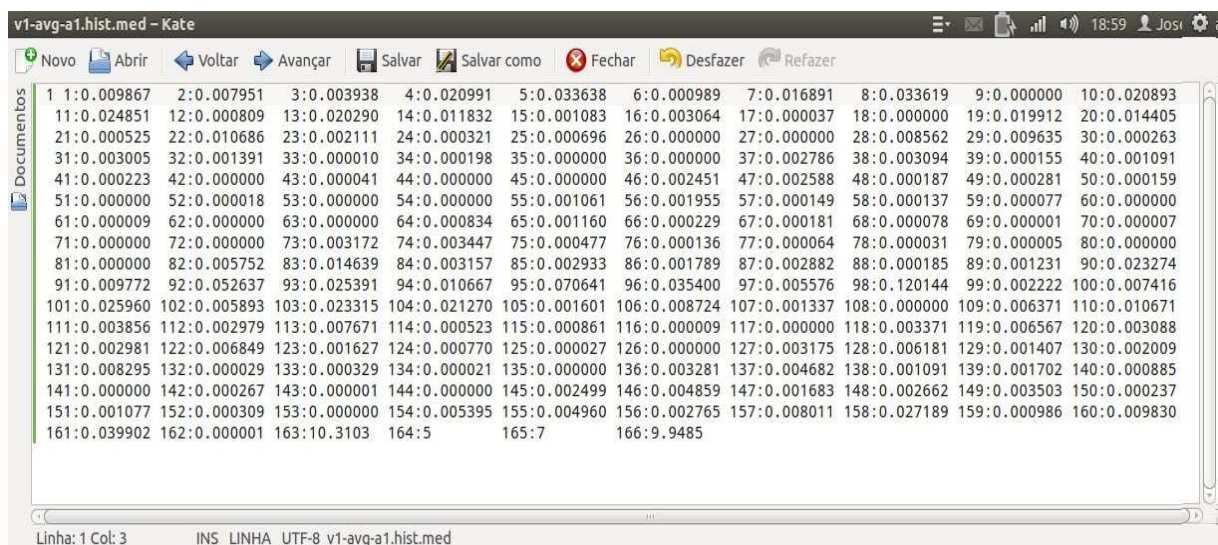 v1-avg-a1.hist.med – Kate
18:59 Jos
Novo Abrir Voltar Avançar Salvar Salvar como Fechar Desfazer Refazer
Documentos
1 1:0.009867 2:0.007951 3:0.003938 4:0.020991 5:0.033638 6:0.000989 7:0.016891 8:0.033619 9:0.000000 10:0.020893
11:0.024851 12:0.000809 13:0.020290 14:0.011832 15:0.001083 16:0.003064 17:0.000037 18:0.000000 19:0.019912 20:0.014405
21:0.000525 22:0.010686 23:0.002111 24:0.000321 25:0.000696 26:0.000000 27:0.000000 28:0.008562 29:0.009635 30:0.000263
31:0.003005 32:0.001391 33:0.000010 34:0.000198 35:0.000000 36:0.000000 37:0.002786 38:0.003094 39:0.000155 40:0.001091
41:0.000223 42:0.000000 43:0.000041 44:0.000000 45:0.000000 46:0.002451 47:0.002588 48:0.000187 49:0.000281 50:0.000159
51:0.000000 52:0.000018 53:0.000000 54:0.000000 55:0.001061 56:0.001955 57:0.000149 58:0.000137 59:0.000077 60:0.000000
61:0.000009 62:0.000000 63:0.000000 64:0.000834 65:0.001160 66:0.000229 67:0.000181 68:0.000078 69:0.000001 70:0.000007
71:0.000000 72:0.000000 73:0.003172 74:0.003447 75:0.000477 76:0.000136 77:0.000064 78:0.000031 79:0.000005 80:0.000000
81:0.000000 82:0.005752 83:0.014639 84:0.003157 85:0.002933 86:0.001789 87:0.002882 88:0.000185 89:0.001231 90:0.023274
91:0.009772 92:0.052637 93:0.025391 94:0.010667 95:0.070641 96:0.035400 97:0.005576 98:0.120144 99:0.002222 100:0.007416
101:0.025960 102:0.005893 103:0.023315 104:0.021270 105:0.001601 106:0.008724 107:0.001337 108:0.000000 109:0.006371 110:0.010671
111:0.003856 112:0.002979 113:0.007671 114:0.000523 115:0.000861 116:0.000009 117:0.000000 118:0.003371 119:0.006567 120:0.003088
121:0.002981 122:0.006849 123:0.001627 124:0.000770 125:0.000027 126:0.000000 127:0.003175 128:0.006181 129:0.001407 130:0.002009
131:0.008295 132:0.000029 133:0.000329 134:0.000021 135:0.000000 136:0.003281 137:0.004682 138:0.001091 139:0.001702 140:0.000885
141:0.000000 142:0.000267 143:0.000001 144:0.000000 145:0.002499 146:0.004859 147:0.001683 148:0.002662 149:0.003503 150:0.000237
151:0.001077 152:0.000309 153:0.000000 154:0.005395 155:0.004960 156:0.002765 157:0.008011 158:0.027189 159:0.000986 160:0.009830
161:0.039902 162:0.000001 163:10.3103 164:5 165:7 166:9.9485
Linha: 1 Col: 3 INS LINHA UTF-8 v1-avg-a1.hist.med